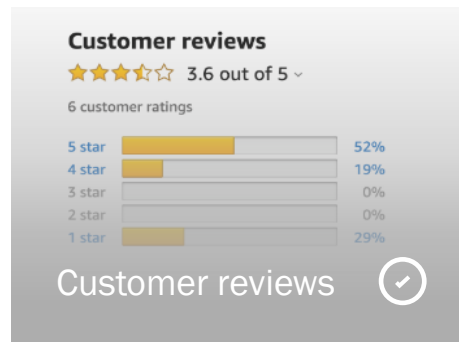 Customer reviews
3.6 out of 5
6 customer ratings
5 star 52%
4 star 19%
3 star 0%
2 star 0%
1 star 29%
Customer reviews